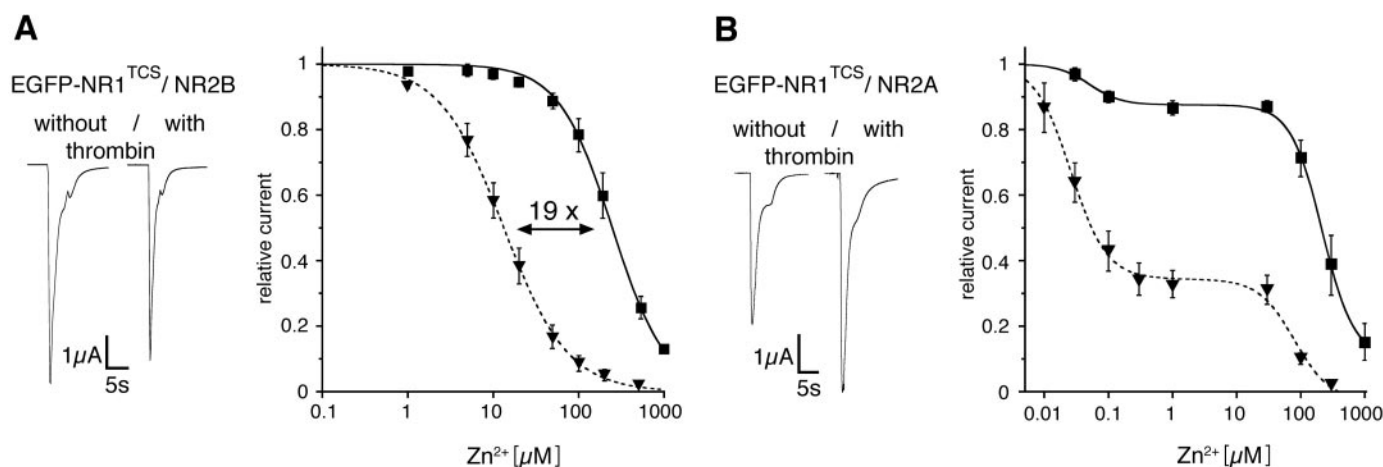 A
EGFP-NR1TCS/ NR2B
without / with
thrombin
1µA
5s
relative current
1
0.8
0.6
0.4
0.2
0
19 x
0.1
1
10
100
1000
Zn²⁺[µM]
B
EGFP-NR1TCS/ NR2A
without / with
thrombin
1µA
5s
relative current
1
0.8
0.6
0.4
0.2
0
0.01
0.1
1
10
100
1000
Zn²⁺[µM]